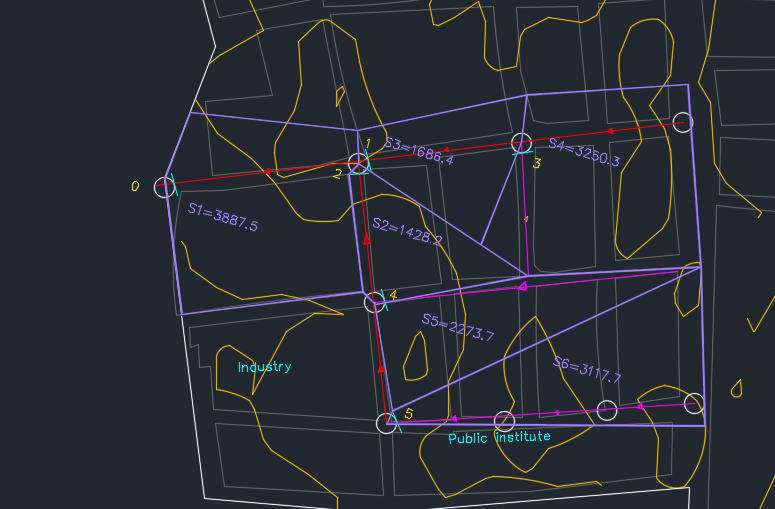 1
S3=1686.4
S4=3250.3
3
2
0
S1=3887.5
S2=1428.2
4
4
S5=2273.7
Industry
S6=3117.7
5
Public institute